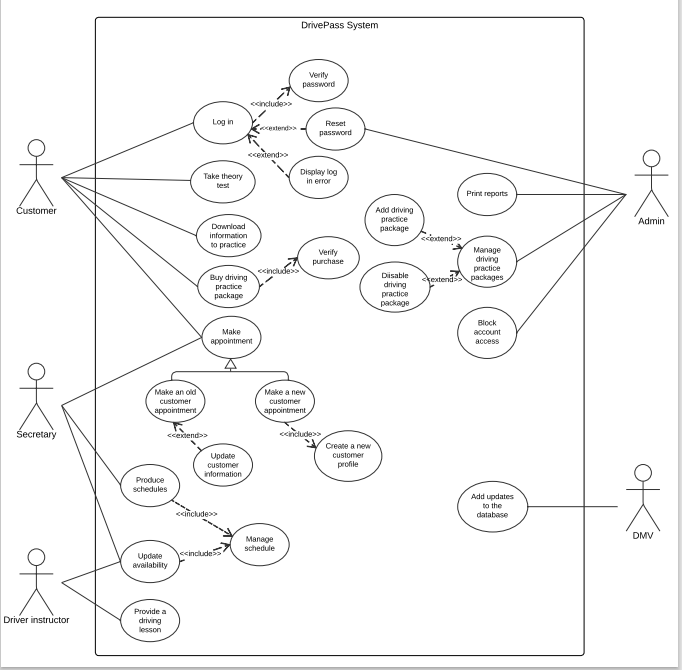 DrivePass System
Verify
password
<<include>>
Log in
Reset
password
<<extend>>
<<extend>>
Display log
in error
Take theory
test
Customer
Print reports
Admin
Add driving
practice
package
<<extend>>
Download
information
to practice
Verify
purchase
Manage
driving
practice
packages
<<include>>
Buy driving
practice
package
Diisable
driving
practice
package
<<extend>>
Make
appointment
Block
account
access
Make an old
customer
appointment
Make a new
customer
appointment
Secretary
<<extend>>
<<include>>
Create a new
customer
profile
Update
customer
information
Produce
schedules
Add updates
to the
database
<<include>>
DMV
Manage
schedule
<<include>>
Update
availability
Driver instructor
Provide a
driving
lesson